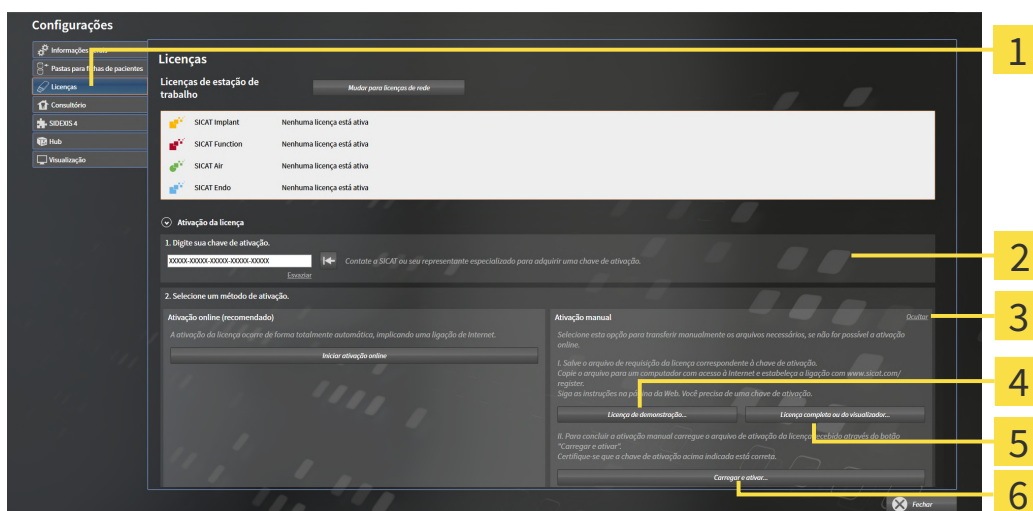 Configurações
Informações
Pastas para fichas de pacientes
Licenças
Consultório
SIDEXIS 4
Hub
Visualização
Licenças
Licenças de estação de
trabalho
Mudar para licenças de rede
SICAT Implant Nenhuma licença está ativa
SICAT Function Nenhuma licença está ativa
SICAT Air Nenhuma licença está ativa
SICAT Endo Nenhuma licença está ativa
Ativação da licença
1. Digite sua chave de ativação.
XXXXX-XXXXX-XXXXX-XXXXX-XXXXX
Contate a SICAT ou seu representante especializado para adquirir uma chave de ativação.
Esvaziar
2. Selecione um método de ativação.
Ativação online (recomendado)
A ativação da licença ocorre de forma totalmente automática, implicando uma ligação de Internet.
Iniciar ativação online
Ativação manual
Ocultar
Selecione esta opção para transferir manualmente os arquivos necessários, se não for possível a ativação
online.
I. Salve o arquivo de requisição da licença correspondente à chave de ativação.
Copie o arquivo para um computador com acesso à Internet e estabeleça a ligação com www.sicat.com/
register.
Siga as instruções na página da Web. Você precisa de uma chave de ativação.
Licença de demonstração...
Licença completa ou do visualizador...
II. Para concluir a ativação manual carregue o arquivo de ativação da licença recebido através do botão
"Carregar e ativar".
Certifique-se que a chave de ativação acima indicada está correta.
Carregar e ativar...
Fechar
1
2
3
4
5
6